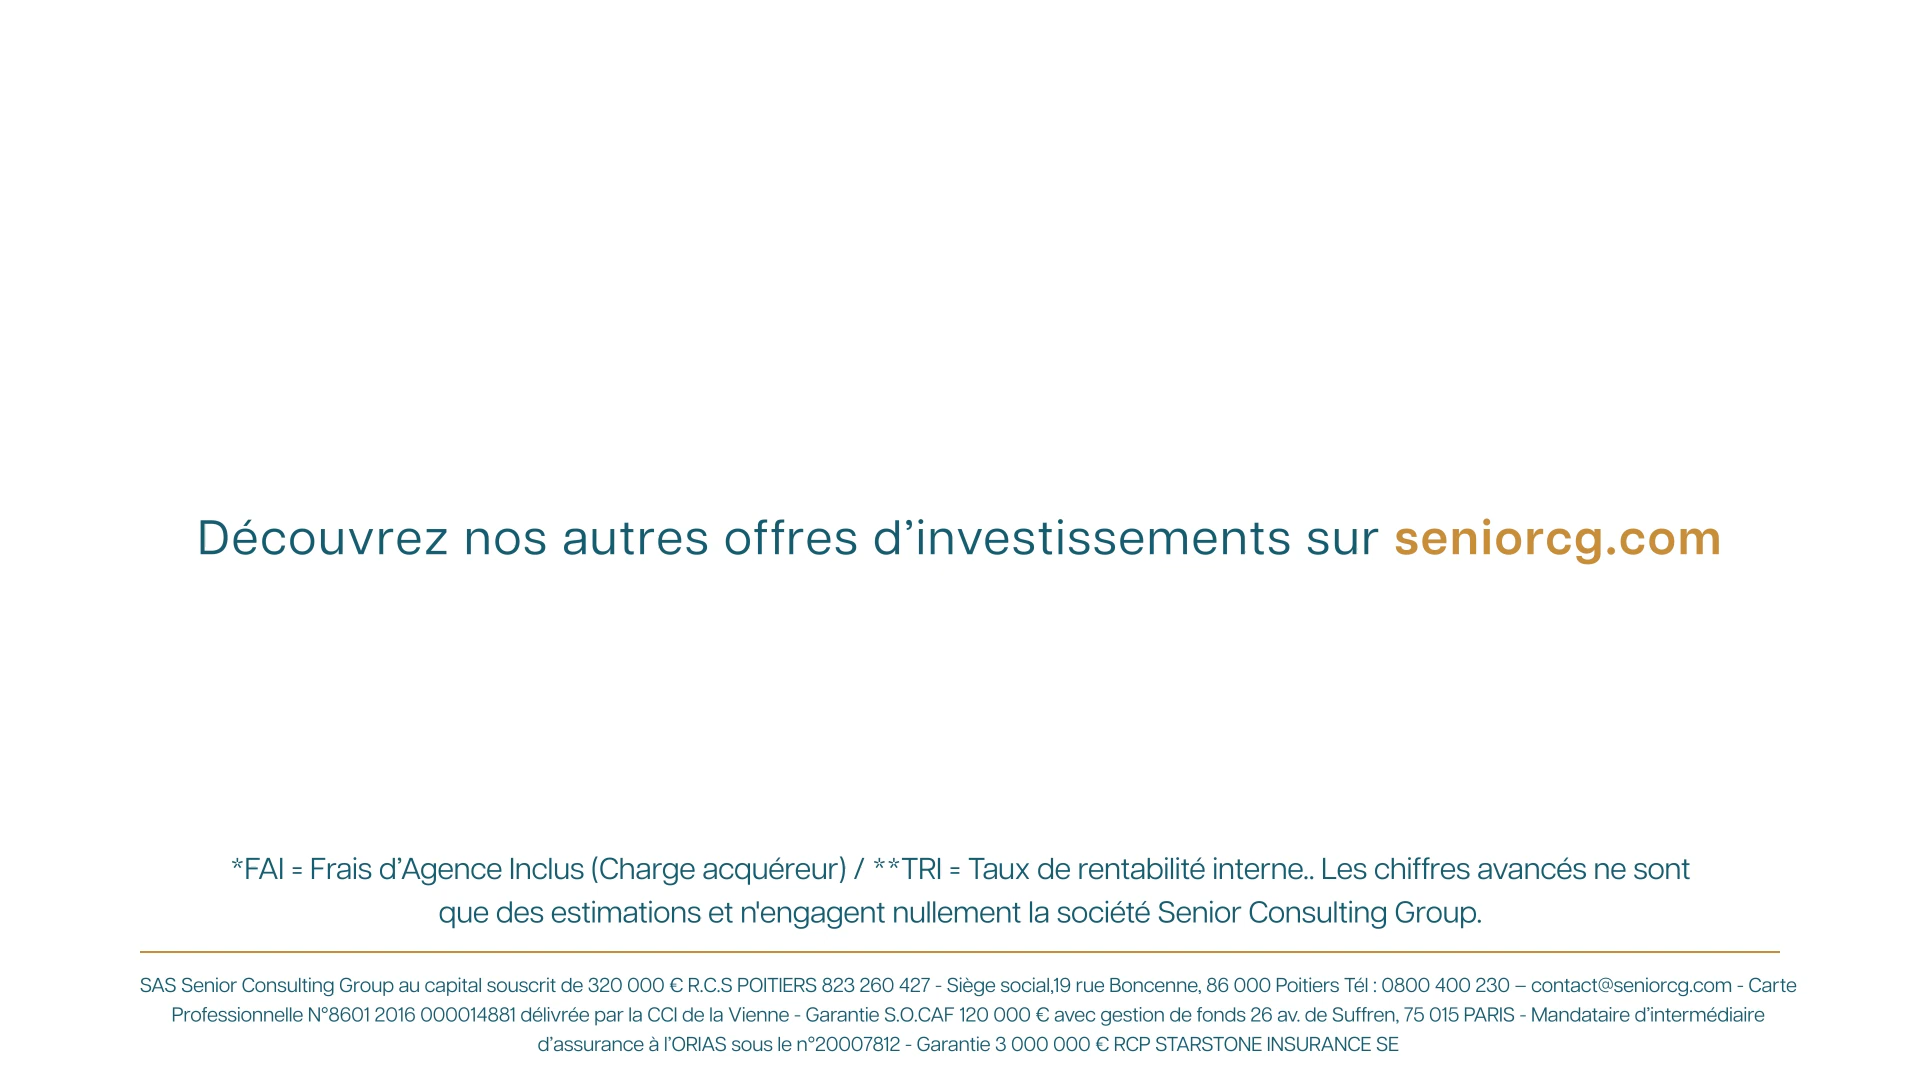 Découvrez nos autres offres d’investissements sur seniorcg.com
*FAI = Frais d’Agence Inclus (Charge acquéreur) / **TRI = Taux de rentabilité interne.. Les chiffres avancés ne sont
que des estimations et n'engagent nullement la société Senior Consulting Group.
SAS Senior Consulting Group au capital souscrit de 320 000 € R.C.S POITIERS 823 260 427 - Siège social,19 rue Boncenne, 86 000 Poitiers Tél : 0800 400 230 – contact@seniorcg.com - Carte
Professionnelle N°8601 2016 000014881 délivrée par la CCI de la Vienne - Garantie S.O.CAF 120 000 € avec gestion de fonds 26 av. de Suffren, 75 015 PARIS - Mandataire d’intermédiaire
d’assurance à l’ORIAS sous le n°20007812 - Garantie 3 000 000 € RCP STARSTONE INSURANCE SE